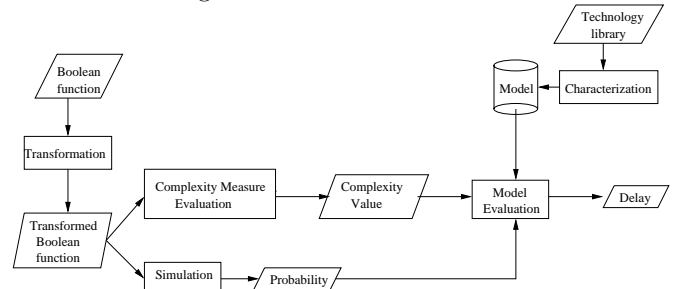 Technology
library
Boolean
function
Model
Characterization
Transformation
Complexity Measure
Evaluation
Complexity
Value
Model
Evaluation
Delay
Transformed
Boolean
function
Simulation
Probability